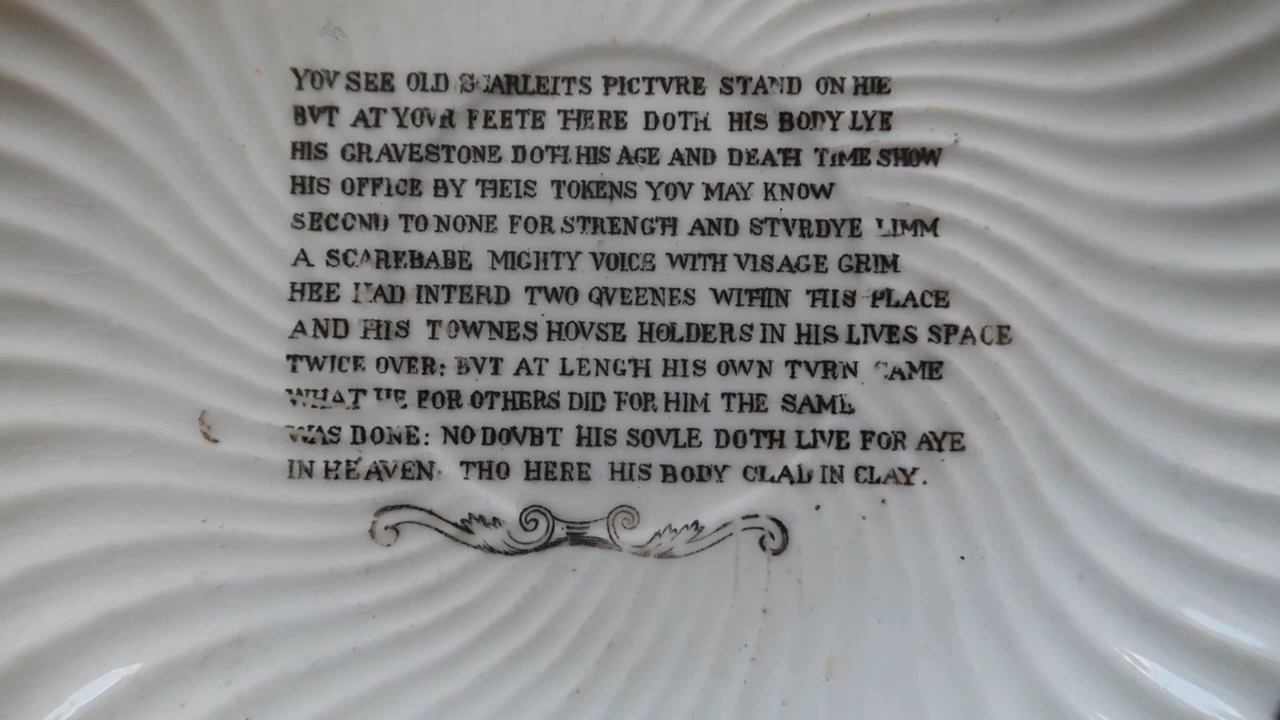 YOV SEE OLD SCARLEITS PICTVRE STAND ON HIE
BVT AT YOVR FEETE THERE DOTH HIS BODY LYE
HIS GRAVESTONE DOTH HIS AGE AND DEATH TIME SHOW
HIS OFFICE BY THEIS TOKENS YOV MAY KNOW
SECOND TO NONE FOR STRENGTH AND STVRDYE LIMM
A SCAREBABE MIGHTY VOICE WITH VISAGE GRIM
HEE HAD INTERD TWO QVEENES WITHIN THIS PLACE
AND THIS TOWNES HOVSE HOLDERS IN HIS LIVES SPACE
TWICE OVER: BVT AT LENGTH HIS OWN TVRN CAME
WHAT HE FOR OTHERS DID FOR HIM THE SAME
WAS DONE: NO DOVBT HIS SOVLE DOTH LIVE FOR AYE
IN HEAVEN THO HERE HIS BODY CLAD IN CLAY.